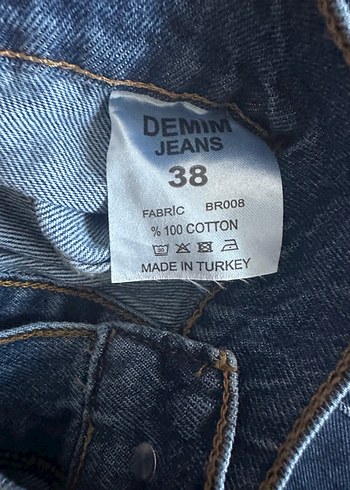 DEMIM
JEANS
38
FABRİC BR008
% 100 COTTON
MADE IN TURKEY